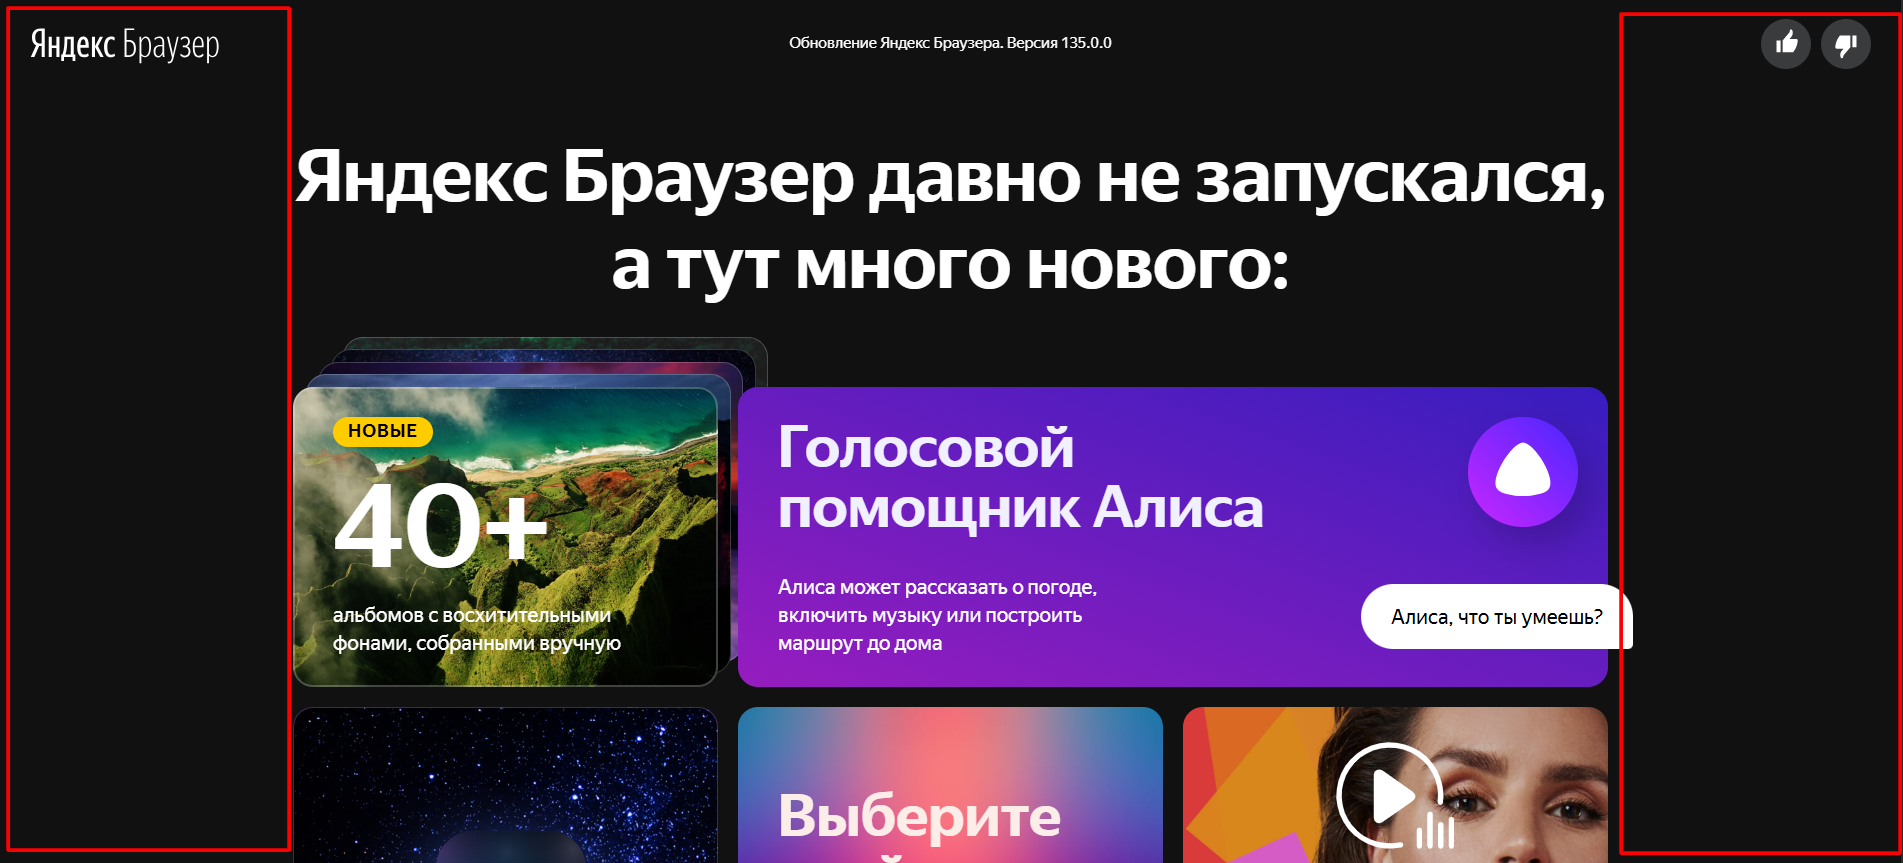 Яндекс Браузер
Обновление Яндекс Браузера. Версия 135.0.0
Яндекс Браузер давно не запускался,
а тут много нового:
НОВЫЕ
40+
альбомов с восхитительными
фонами, собранными вручную
Голосовой
помощник Алиса
Алиса может рассказать о погоде,
включить музыку или построить
маршрут до дома
Алиса, что ты умеешь?
Выберите